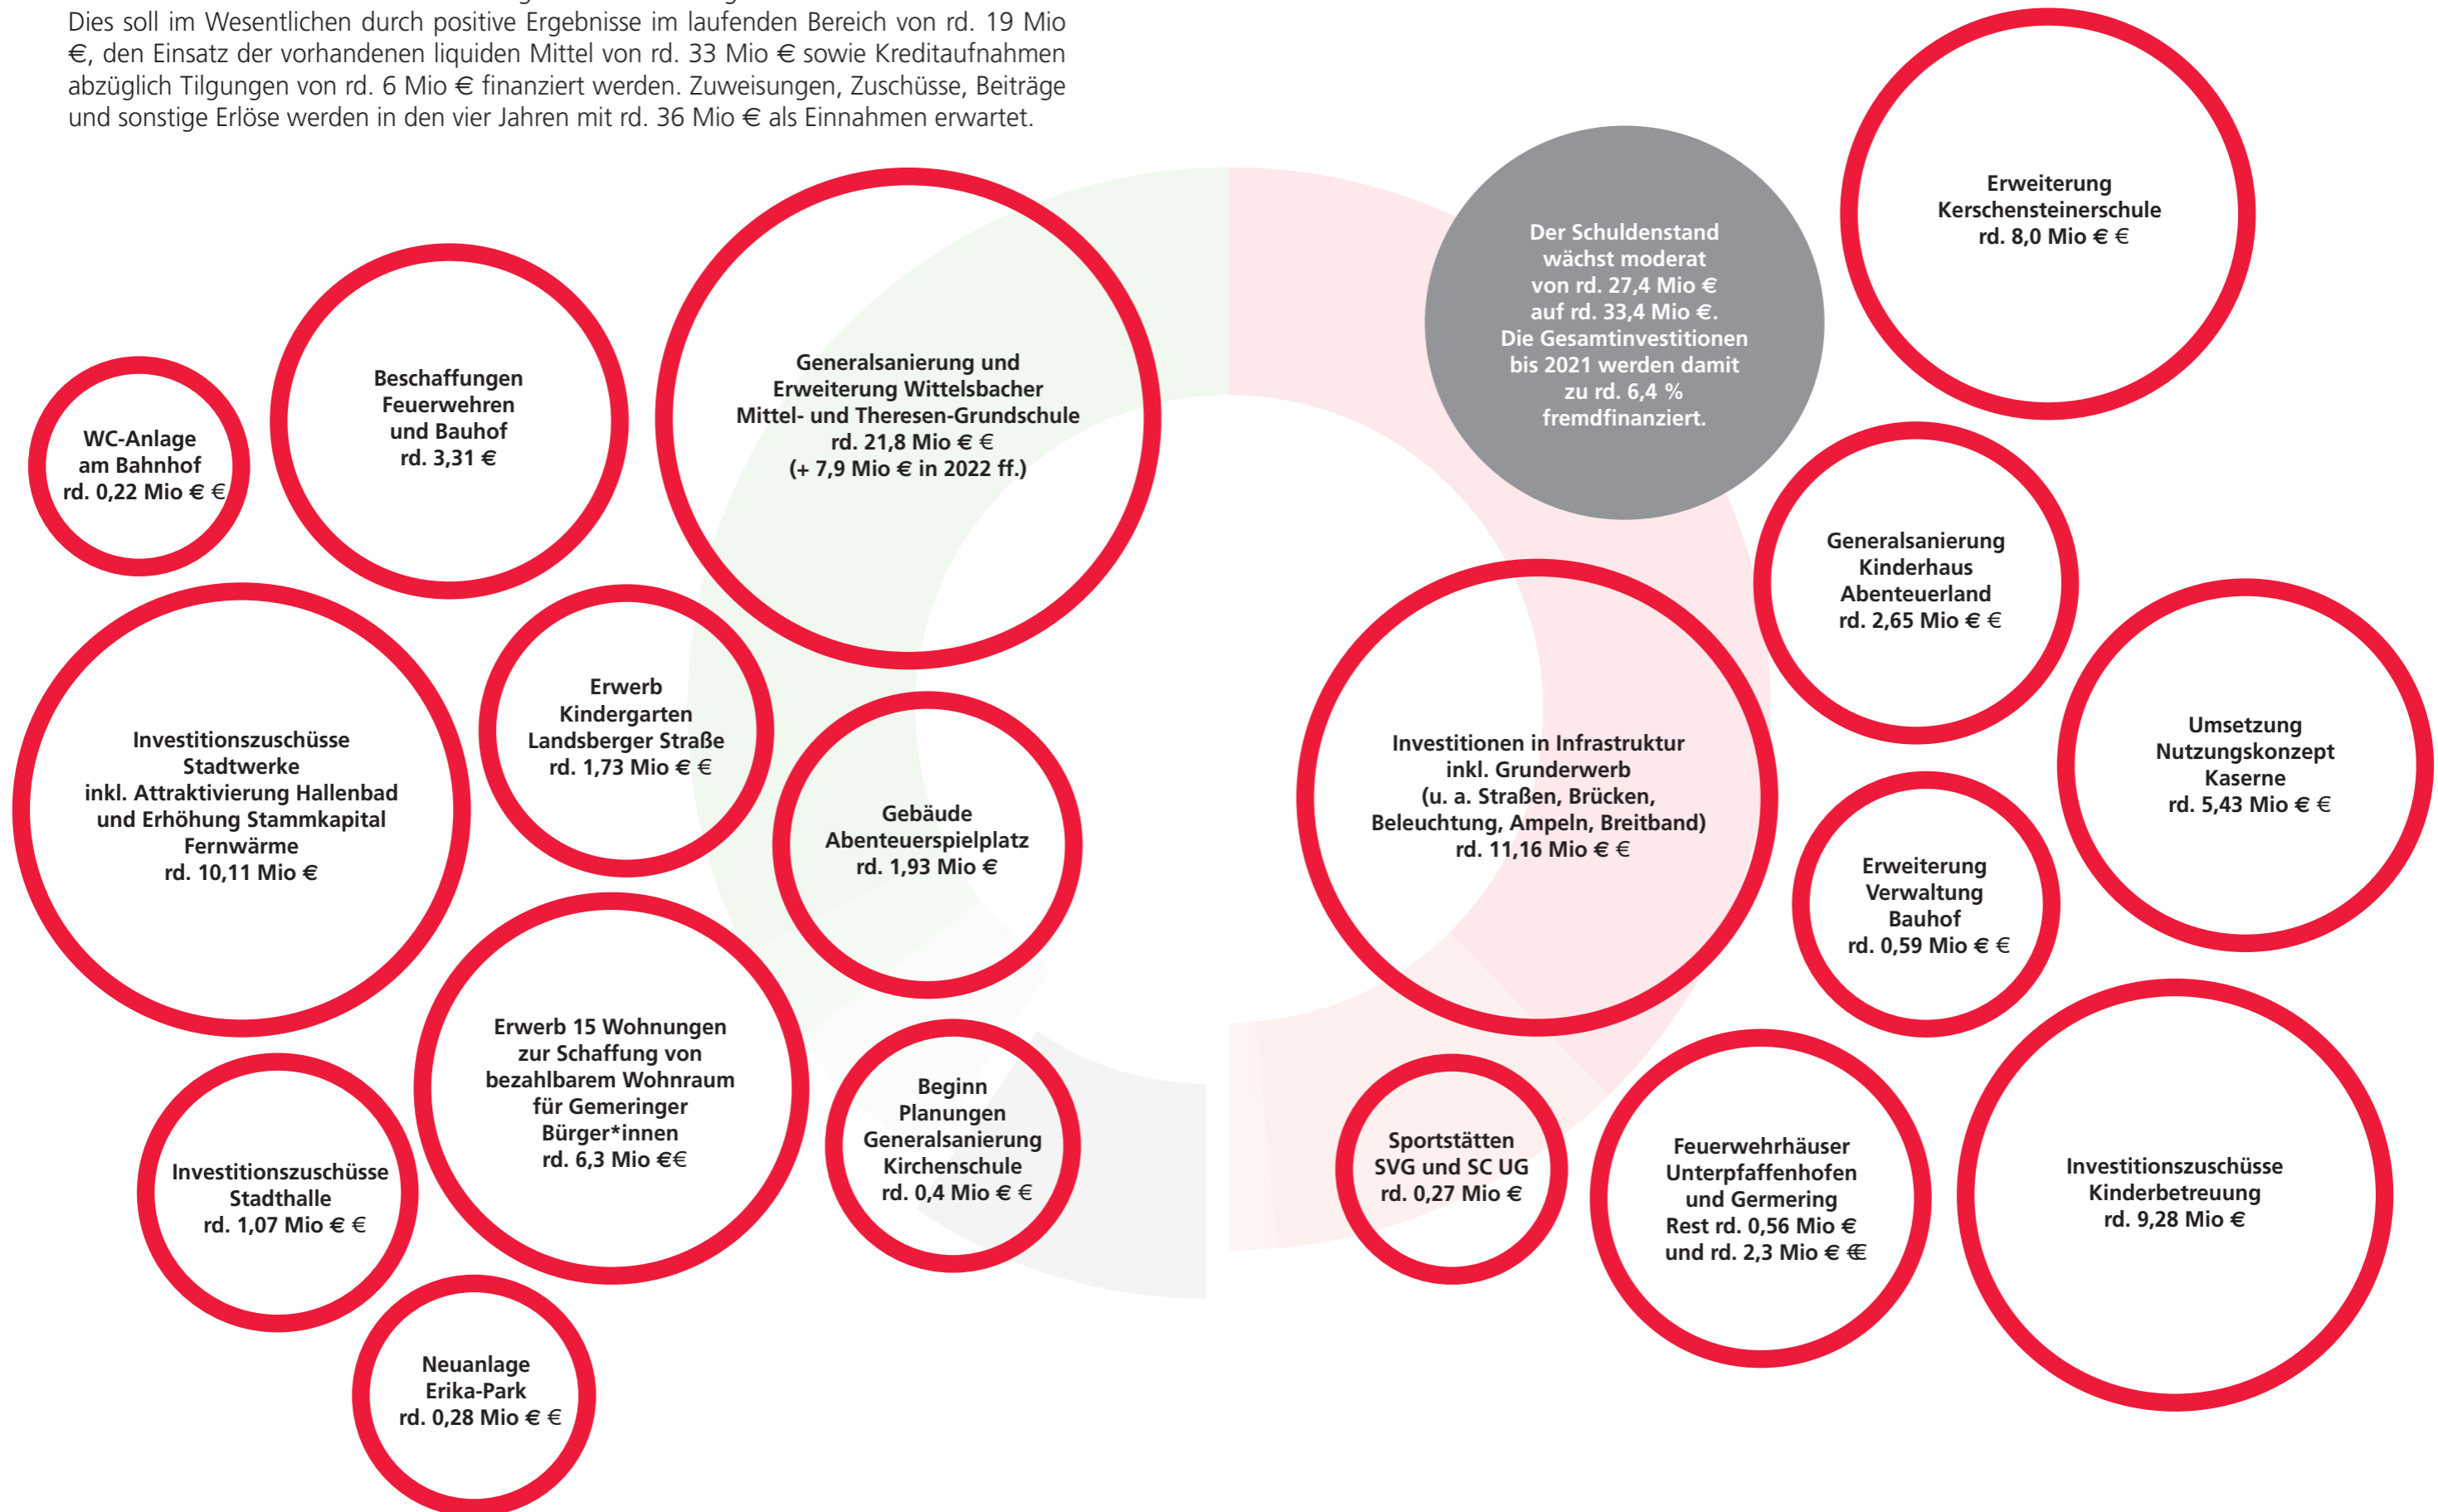 Dies soll im Wesentlichen durch positive Ergebnisse im laufenden Bereich von rd. 19 Mio
€, den Einsatz der vorhandenen liquiden Mittel von rd. 33 Mio € sowie Kreditaufnahmen
abzüglich Tilgungen von rd. 6 Mio € finanziert werden. Zuweisungen, Zuschüsse, Beiträge
und sonstige Erlöse werden in den vier Jahren mit rd. 36 Mio € als Einnahmen erwartet.
WC-Anlage
am Bahnhof
rd. 0,22 Mio € €
Beschaffungen
Feuerwehren
und Bauhof
rd. 3,31 €
Generalsanierung und
Erweiterung Wittelsbacher
Mittel- und Theresen-Grundschule
rd. 21,8 Mio € €
(+ 7,9 Mio € in 2022 ff.)
Der Schuldenstand
wächst moderat
von rd. 27,4 Mio €
auf rd. 33,4 Mio €.
Die Gesamtinvestitionen
bis 2021 werden damit
zu rd. 6,4 %
fremdfinanziert.
Erweiterung
Kerschensteinerschule
rd. 8,0 Mio € €
Generalsanierung
Kinderhaus
Abenteuerland
rd. 2,65 Mio € €
Investitionszuschüsse
Stadtwerke
inkl. Attraktivierung Hallenbad
und Erhöhung Stammkapital
Fernwärme
rd. 10,11 Mio €
Erwerb
Kindergarten
Landsberger Straße
rd. 1,73 Mio € €
Gebäude
Abenteuerspielplatz
rd. 1,93 Mio €
Investitionen in Infrastruktur
inkl. Grunderwerb
(u. a. Straßen, Brücken,
Beleuchtung, Ampeln, Breitband)
rd. 11,16 Mio € €
Umsetzung
Nutzungskonzept
Kaserne
rd. 5,43 Mio € €
Erweiterung
Verwaltung
Bauhof
rd. 0,59 Mio € €
Erwerb 15 Wohnungen
zur Schaffung von
bezahlbarem Wohnraum
für Gemeringer
Bürger*innen
rd. 6,3 Mio €€
Beginn
Planungen
Generalsanierung
Kirchenschule
rd. 0,4 Mio € €
Investitionszuschüsse
Stadthalle
rd. 1,07 Mio € €
Sportstätten
SVG und SC UG
rd. 0,27 Mio €
Feuerwehrhäuser
Unterpfaffenhofen
und Germering
Rest rd. 0,56 Mio €
und rd. 2,3 Mio € €€
Investitionszuschüsse
Kinderbetreuung
rd. 9,28 Mio €
Neuanlage
Erika-Park
rd. 0,28 Mio € €